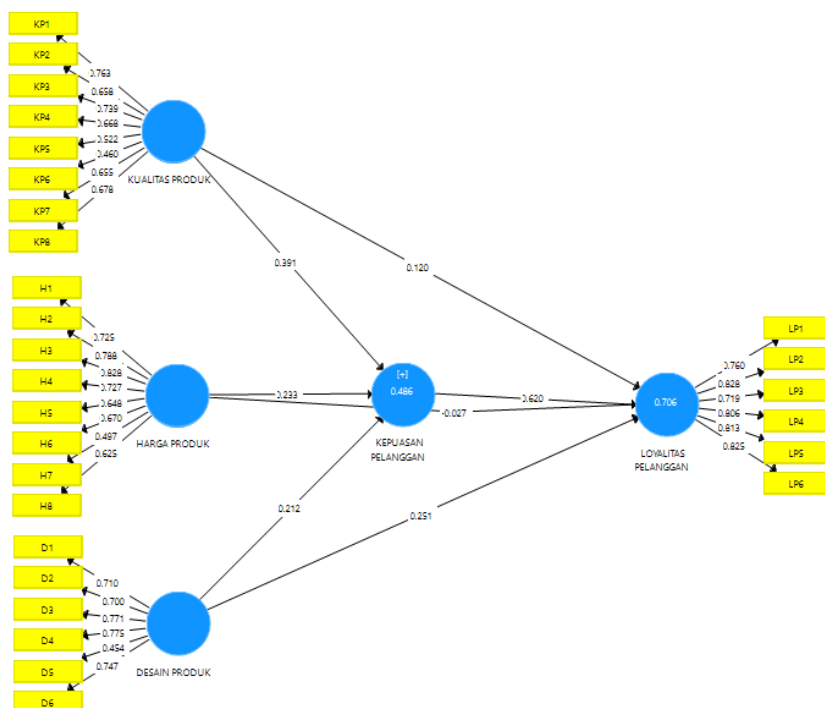 KP1
KP2
KP3
KP4
KP5
KP6
KP7
KP8
0.763
0.658
0.739
0.668
0.522
0.460
0.655
0.678
KUALITAS PRODUK
0.391
0.120
H1
H2
H3
H4
H5
H6
H7
H8
0.725
0.788
0.828
0.727
0.648
0.670
0.497
0.625
HARGA PRODUK
0.233
-0.027
[+]
0.486
KEPUASAN
PELANGGAN
0.620
0.706
LOYALITAS
PELANGGAN
LP1
LP2
LP3
LP4
LP5
LP6
0.760
0.828
0.719
0.806
0.813
0.825
0.212
0.251
D1
D2
D3
D4
D5
D6
0.710
0.700
0.771
0.775
0.454
0.747
DESAIN PRODUK